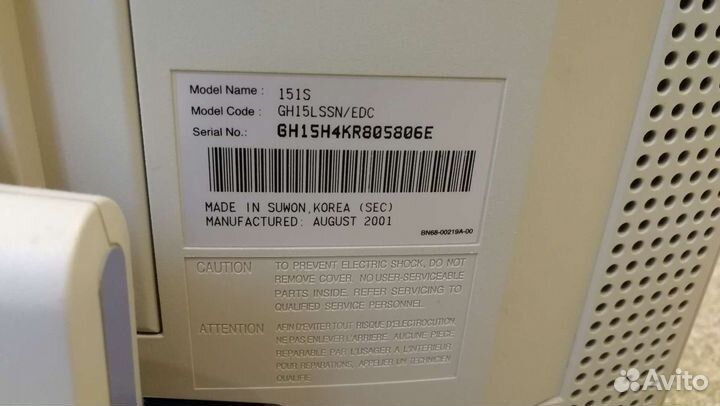 Model Name : 151S
Model Code : GH15LSSN/EDC
Serial No.: GH15H4KR805806E
MADE IN SUWON,KOREA (SEC)
MANUFACTURED: AUGUST 2001
BN68-00219A-00
CAUTION TO PREVENT ELECTRIC SHOCK, DO NOT
REMOVE COVER. NO USER-SERVICEABLE
PARTS INSIDE. REFER SERVICING TO
QUALIFIED SERVICE PERSONNEL.
ATTENTION AFIN D'EVITER TOUT RISQUE D'ELECTROCUTION
NE PAS ENLEVER L'ARRIERE. AUCUNE PIECE
REPARABLE PAR L'USAGER A L'INTERIEUR
POUR REPARATIONS, APPELER UN TECHNICIEN
QUALIFIE.
Avito